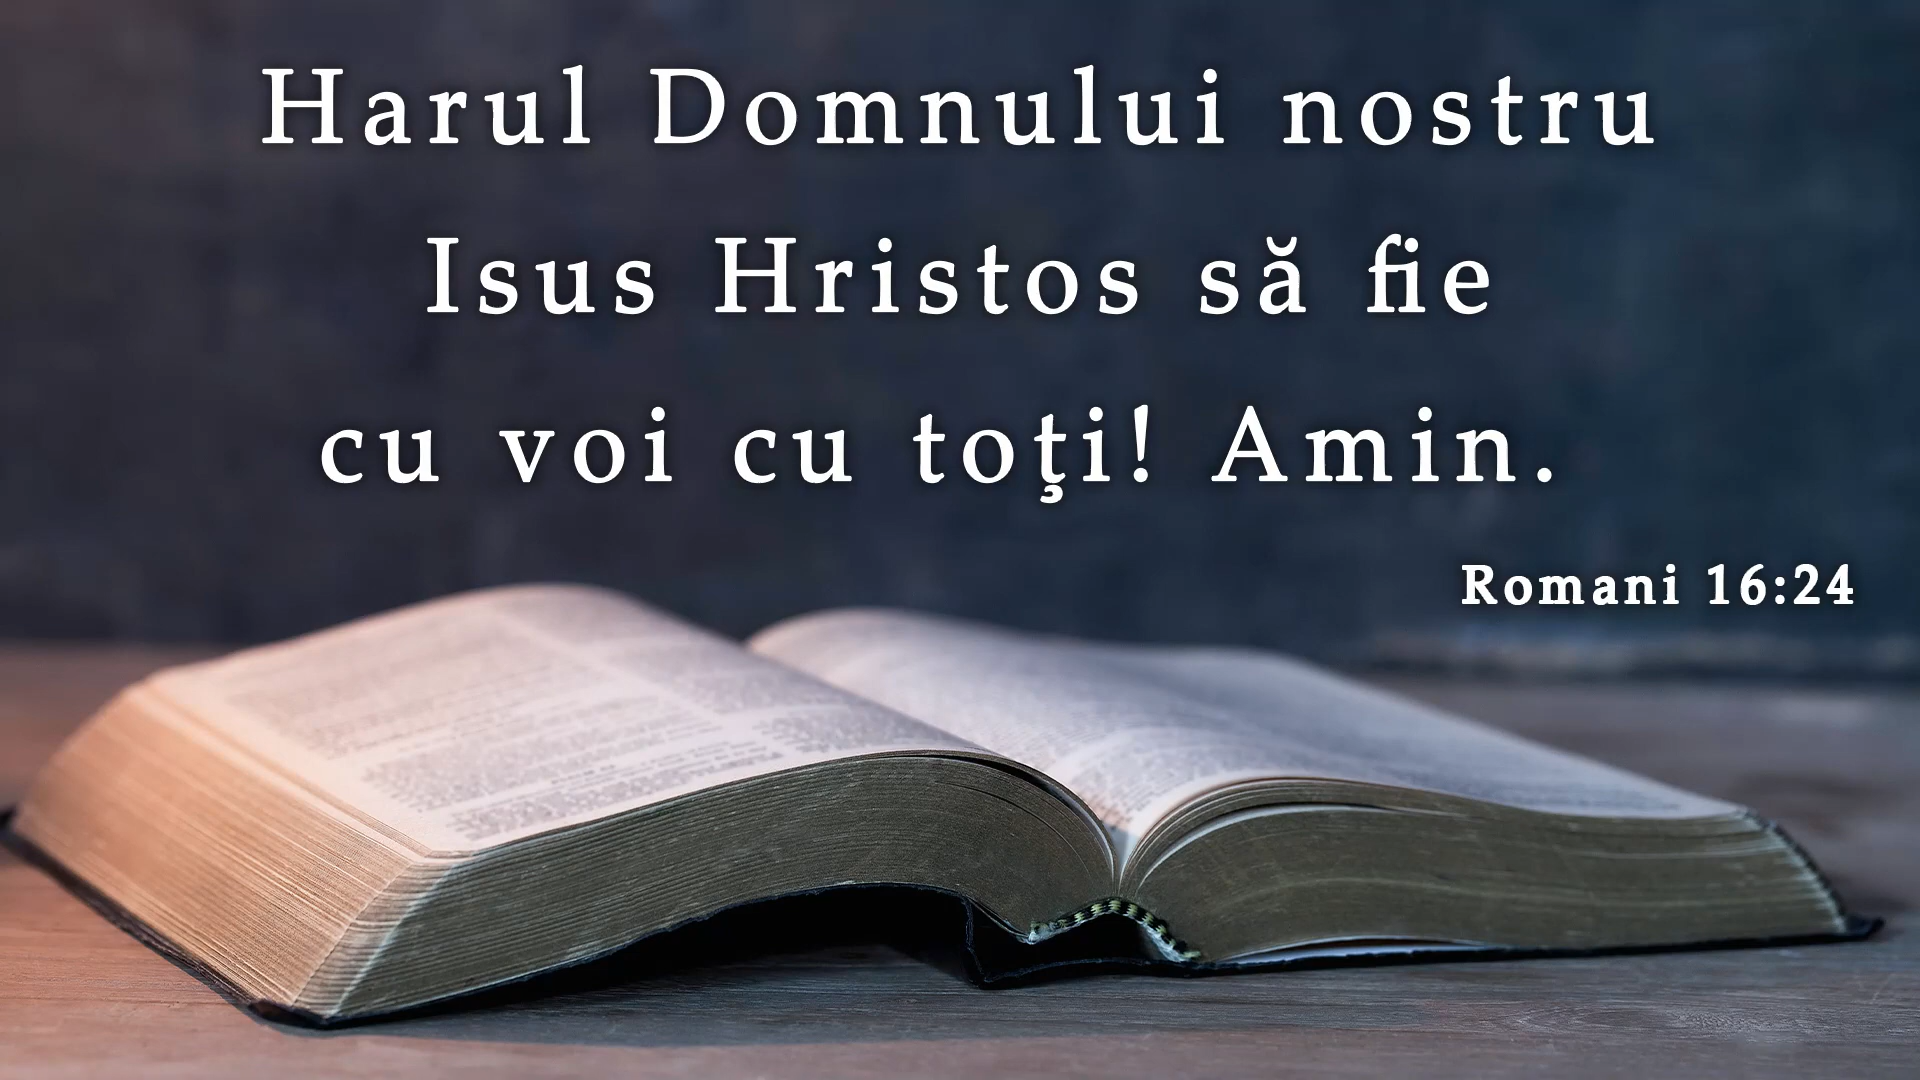 Harul Domnului nostru
Isus Hristos să fie
cu voi cu toţi! Amin.
Romani 16:24